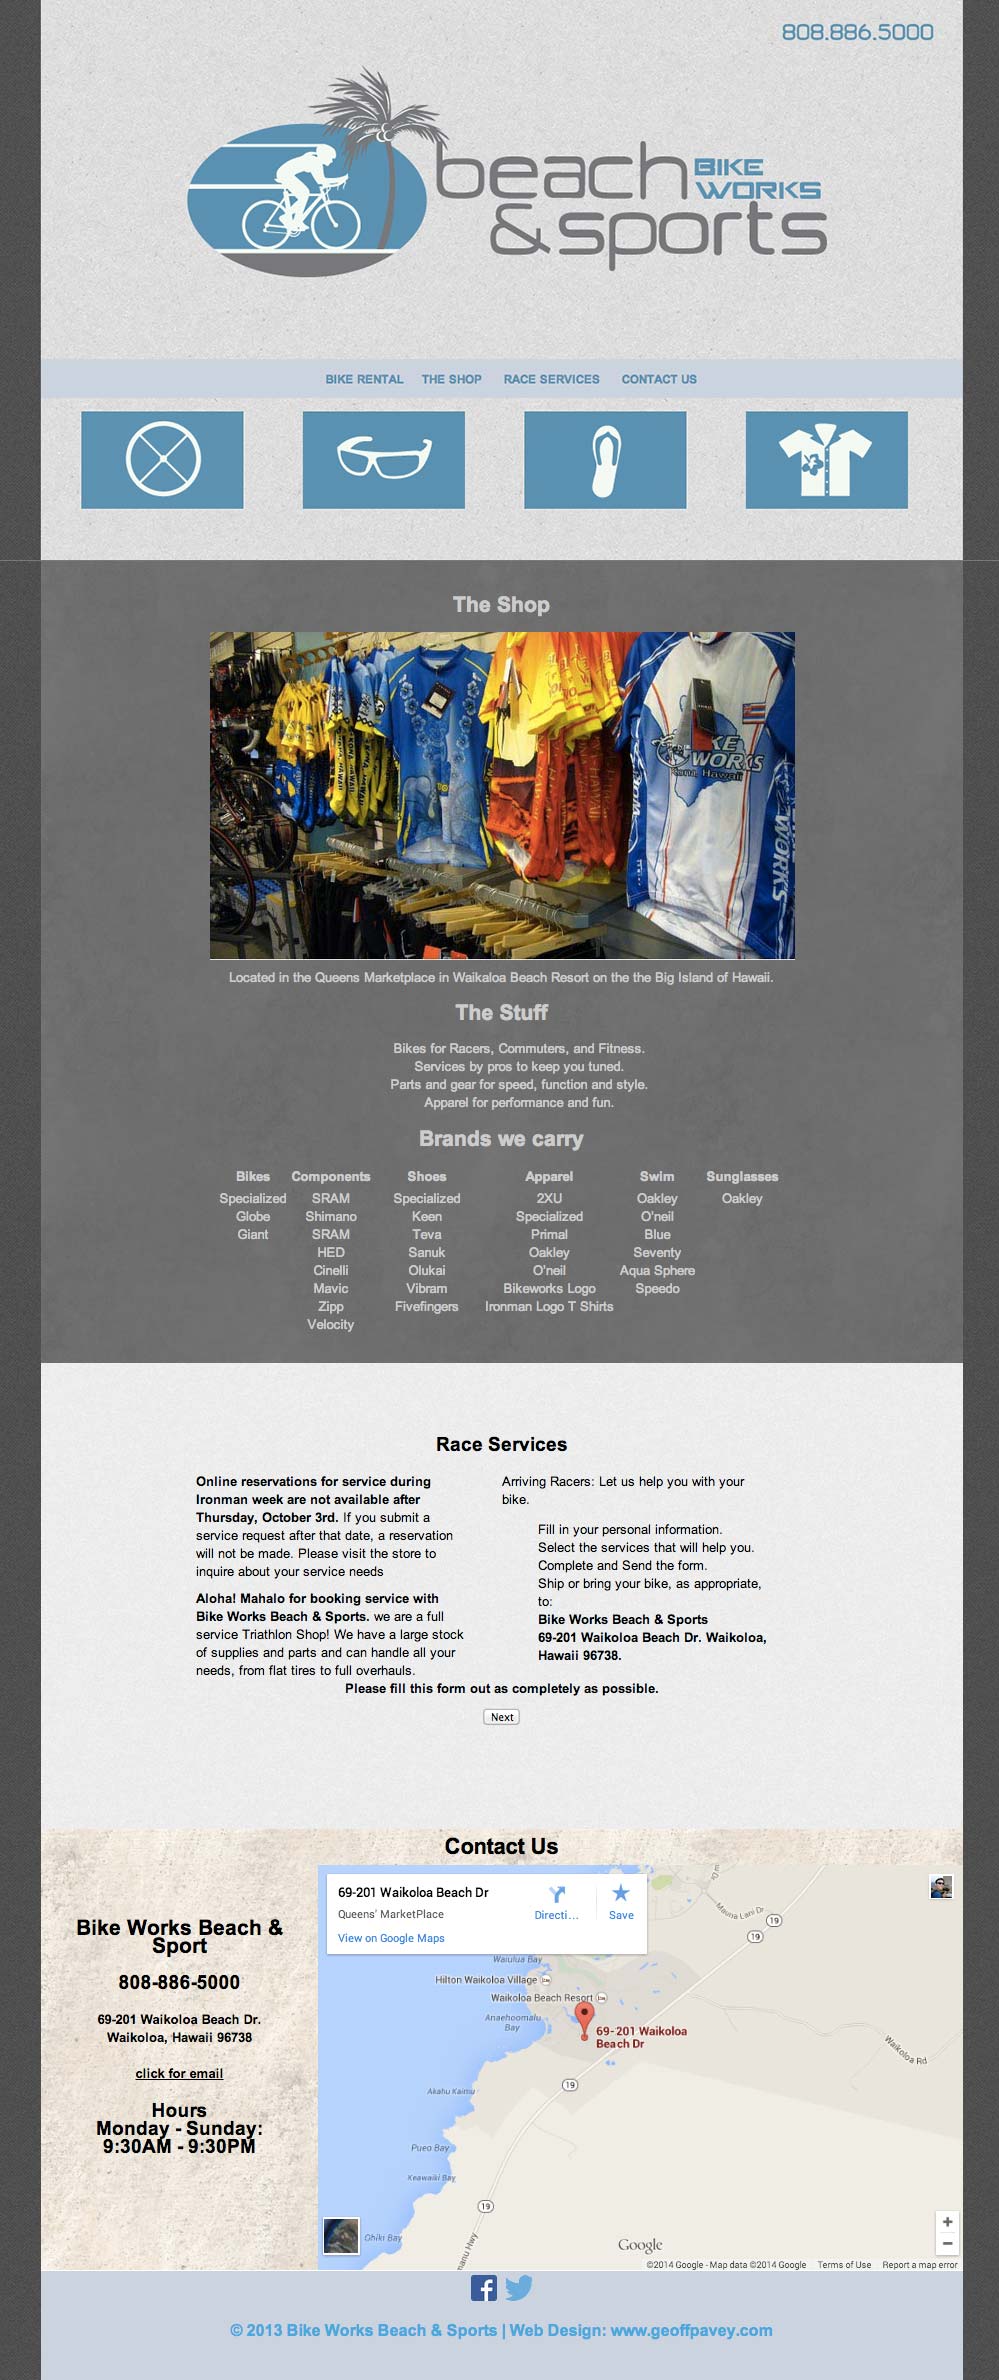 808.886.5000
beach BIKE WORKS
&sports
BIKE RENTAL THE SHOP RACE SERVICES CONTACT US
The Shop
KE
WORKS
Kona, Hawaii
Located in the Queens Marketplace in Waikaloa Beach Resort on the the Big Island of Hawaii.
The Stuff
Bikes for Racers, Commuters, and Fitness.
Services by pros to keep you tuned.
Parts and gear for speed, function and style.
Apparel for performance and fun.
Brands we carry
Bikes Components Shoes Apparel Swim Sunglasses
Specialized SRAM Specialized 2XU Oakley Oakley
Globe Shimano Keen Specialized O'neil
Giant SRAM Teva Primal Blue
HED Sanuk Oakley Seventy
Cinelli Olukai O'neil Aqua Sphere
Mavic Vibram Bikeworks Logo Speedo
Zipp Fivefingers Ironman Logo T Shirts
Velocity
Race Services
Online reservations for service during
Ironman week are not available after
Thursday, October 3rd. If you submit a
service request after that date, a reservation
will not be made. Please visit the store to
inquire about your service needs
Aloha! Mahalo for booking service with
Bike Works Beach & Sports. we are a full
service Triathlon Shop! We have a large stock
of supplies and parts and can handle all your
needs, from flat tires to full overhauls.
Arriving Racers: Let us help you with your
bike.
Fill in your personal information.
Select the services that will help you.
Complete and Send the form.
Ship or bring your bike, as appropriate,
to:
Bike Works Beach & Sports
69-201 Waikoloa Beach Dr. Waikoloa,
Hawaii 96738.
Please fill this form out as completely as possible.
Next
Contact Us
Bike Works Beach &
Sport
808-886-5000
69-201 Waikoloa Beach Dr.
Waikoloa, Hawaii 96738
click for email
Hours
Monday - Sunday:
9:30AM - 9:30PM
69-201 Waikoloa Beach Dr
Queens' MarketPlace
Directi... Save
View on Google Maps
Mauna Lani Dr
19
19
Waiulua Bay
Hilton Waikoloa Village
Waikoloa Beach Resort
Anaehoomalu
Bay
69-201 Waikoloa
Beach Dr
Waikoloa Rd
19
Akahu Kaimu
Pueo Bay
Keawaiki Bay
19
Ohiki Bay
Google
+
−
©2014 Google - Map data ©2014 Google Terms of Use Report a map error
© 2013 Bike Works Beach & Sports | Web Design: www.geoffpavey.com